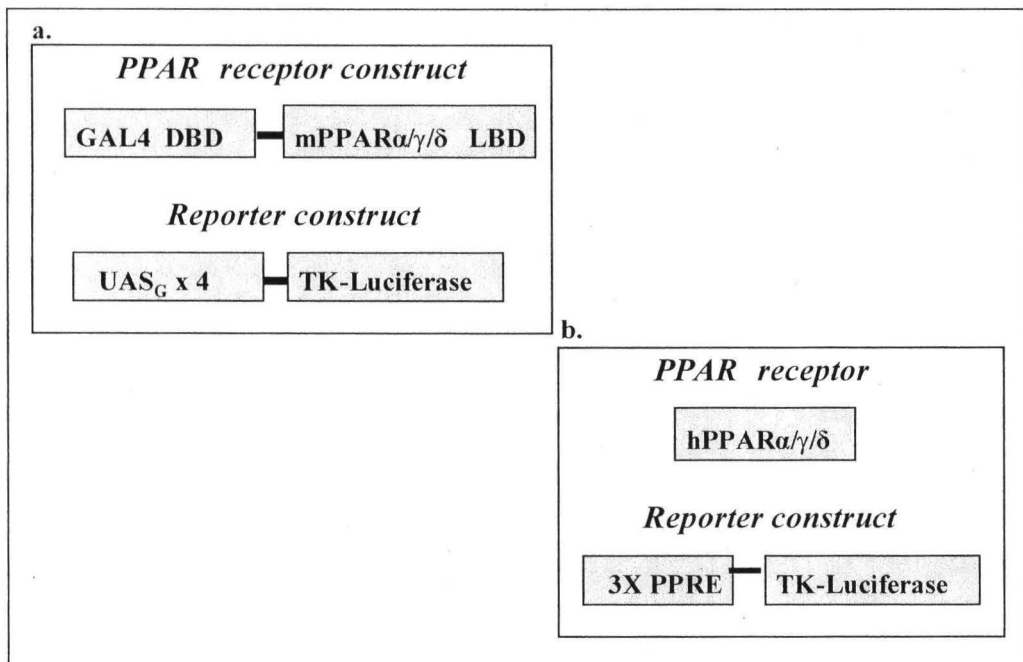 a.
PPAR receptor construct
GAL4 DBD
mPPARα/γ/δ LBD
Reporter construct
UAS_G x 4
TK-Luciferase
b.
PPAR receptor
hPPARα/γ/δ
Reporter construct
3X PPRE
TK-Luciferase